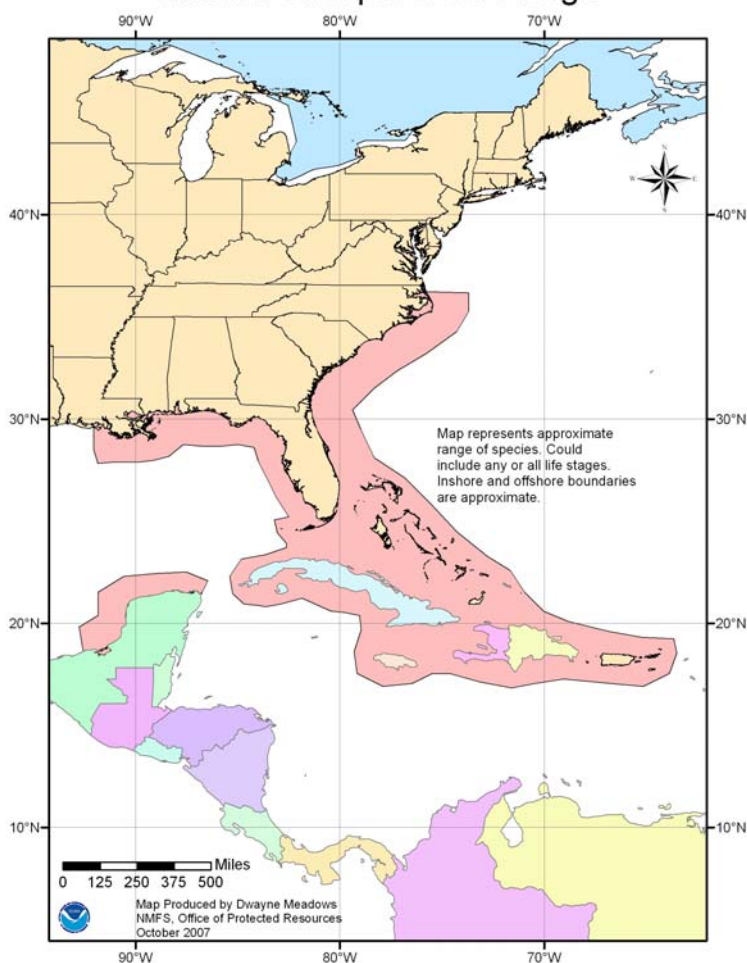 90°W 80°W 70°W
40°N 40°N
30°N 30°N
Map represents approximate
range of species. Could
include any or all life stages.
Inshore and offshore boundaries
are approximate.
20°N 20°N
10°N 10°N
Miles
0 125 250 375 500
Map Produced by Dwayne Meadows
NMFS, Office of Protected Resources
October 2007
90°W 80°W 70°W